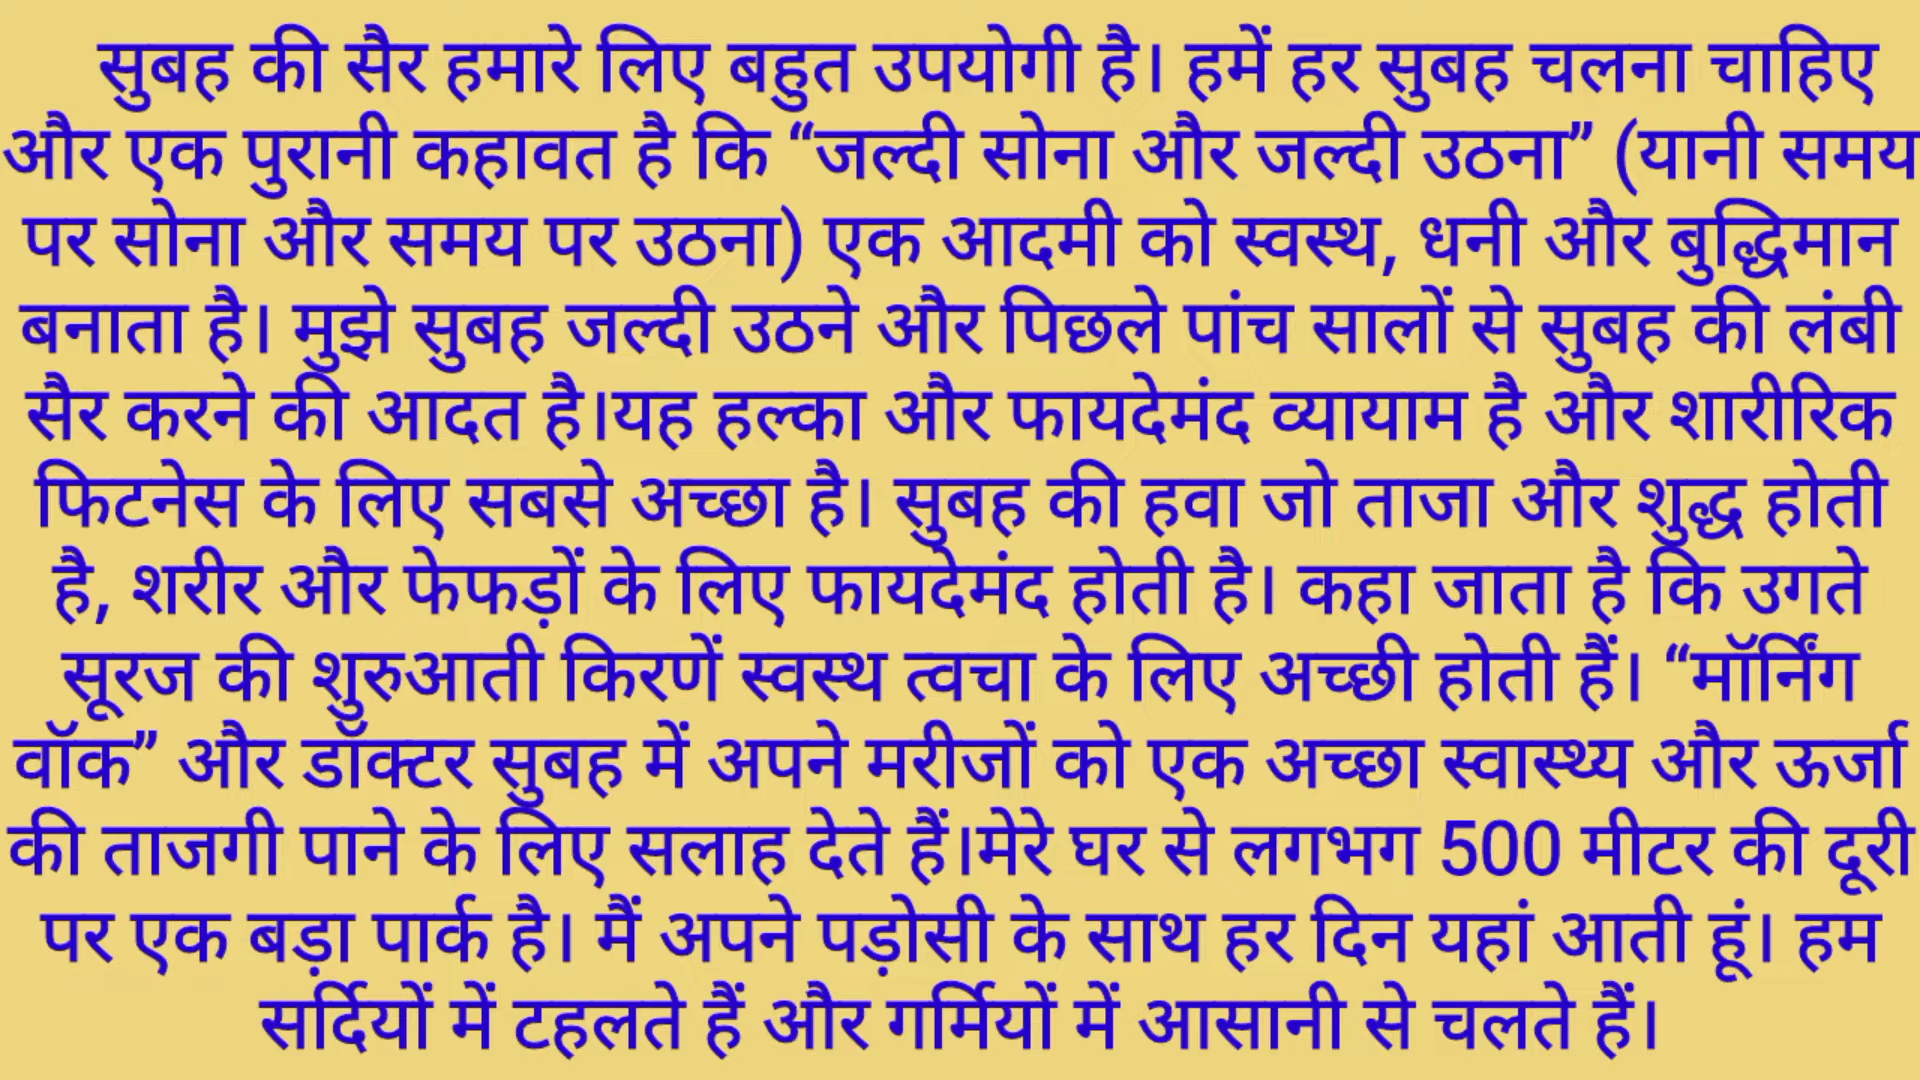 सुबह की सैर हमारे लिए बहुत उपयोगी है। हमें हर सुबह चलना चाहिए
और एक पुरानी कहावत है कि “जल्दी सोना और जल्दी उठना” (यानी समय
पर सोना और समय पर उठना) एक आदमी को स्वस्थ, धनी और बुद्धिमान
बनाता है। मुझे सुबह जल्दी उठने और पिछले पांच सालों से सुबह की लंबी
सैर करने की आदत है।यह हल्का और फायदेमंद व्यायाम है और शारीरिक
फिटनेस के लिए सबसे अच्छा है। सुबह की हवा जो ताजा और शुद्ध होती
है, शरीर और फेफड़ों के लिए फायदेमंद होती है। कहा जाता है कि उगते
सूरज की शुरुआती किरणें स्वस्थ त्वचा के लिए अच्छी होती हैं। “मॉर्निंग
वॉक” और डॉक्टर सुबह में अपने मरीजों को एक अच्छा स्वास्थ्य और ऊर्जा
की ताजगी पाने के लिए सलाह देते हैं।मेरे घर से लगभग 500 मीटर की दूरी
पर एक बड़ा पार्क है। मैं अपने पड़ोसी के साथ हर दिन यहां आती हूं। हम
सर्दियों में टहलते हैं और गर्मियों में आसानी से चलते हैं।